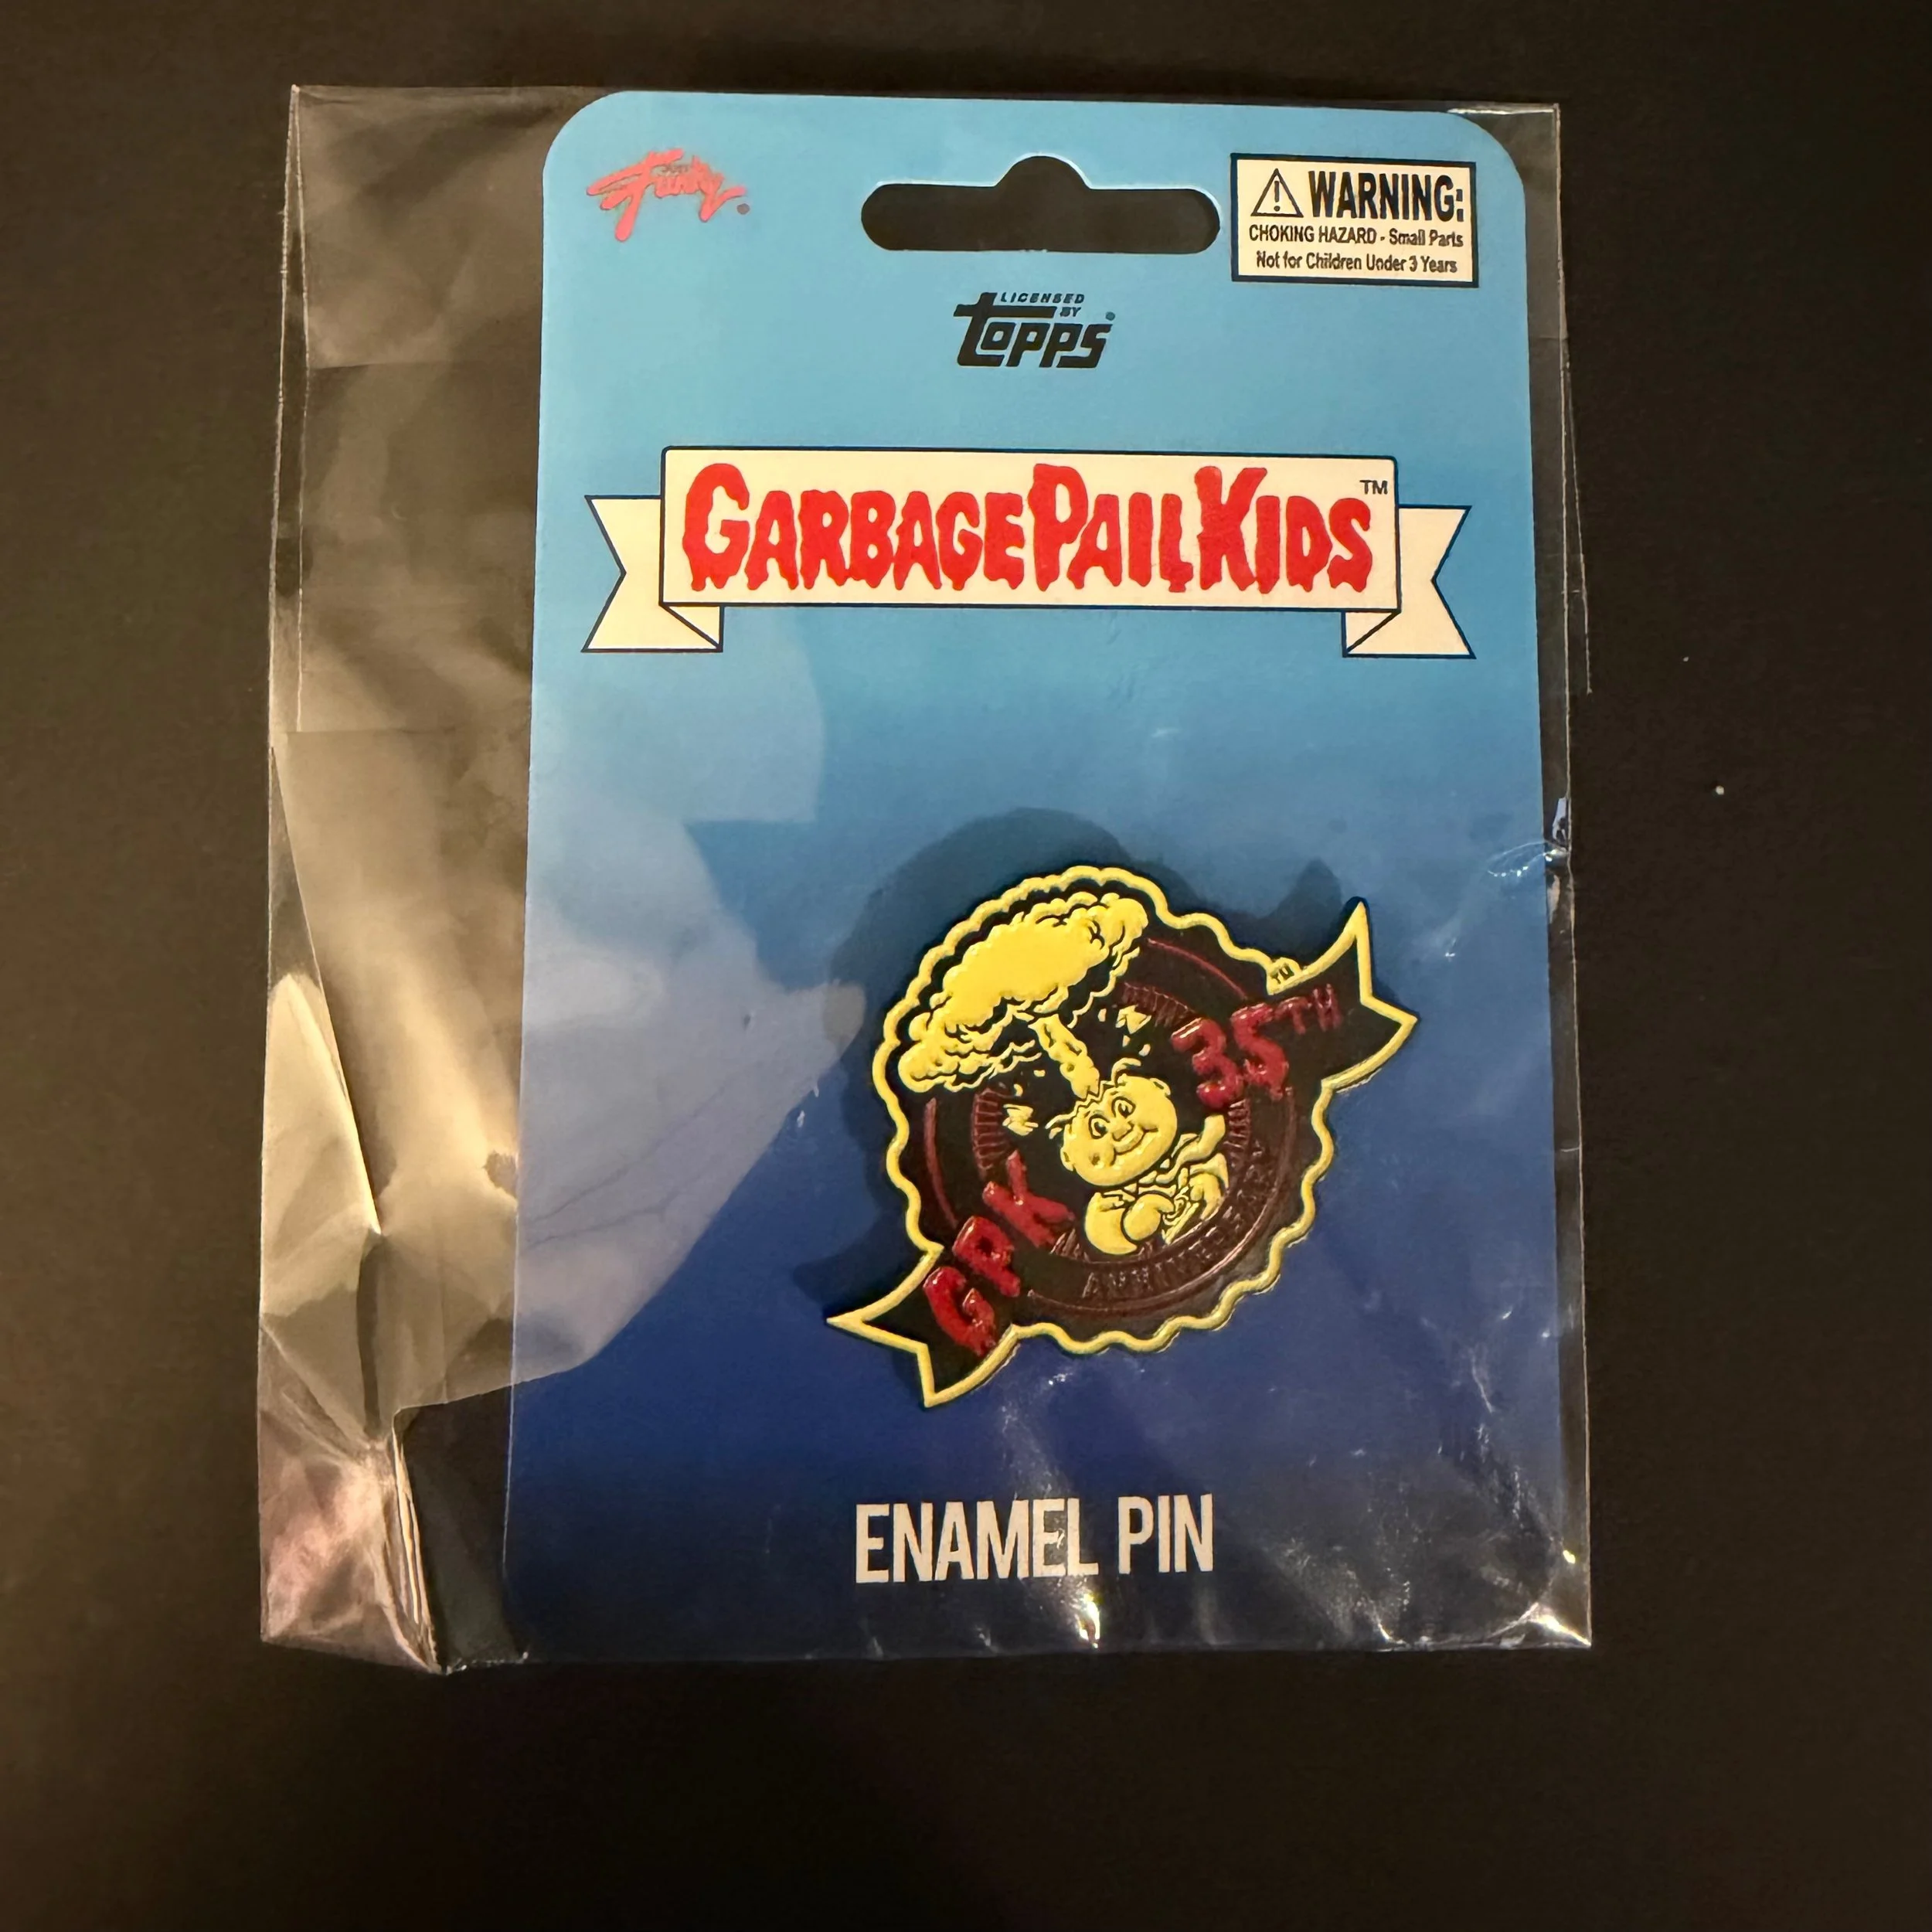 Funky
⚠ WARNING:
CHOKING HAZARD - Small Parts
Not for Children Under 3 Years
LICENSED
BY
topps®
GARBAGE PAIL KIDS™
TM
35TH
GPK
ANNIVERSARY
ENAMEL PIN